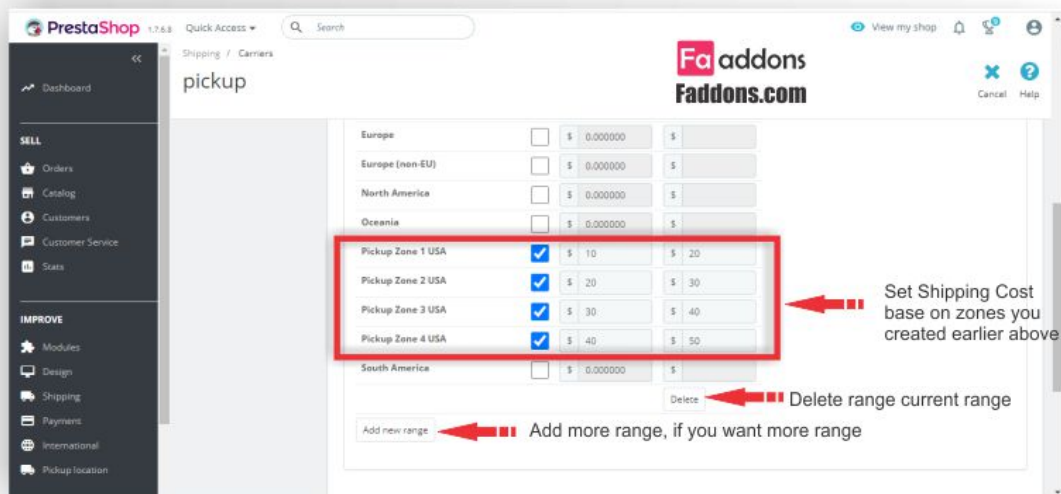 PrestaShop 1.7.6.3 Quick Access Search View my shop
Shipping / Carriers
pickup
Fa addons
Faddons.com
Cancel Help
Dashboard
SELL
Orders
Catalog
Customers
Customer Service
Stats
IMPROVE
Modules
Design
Shipping
Payment
International
Pickup location
Europe $ 0.000000 $
Europe (non-EU) $ 0.000000 $
North America $ 0.000000 $
Oceania $ 0.000000 $
Pickup Zone 1 USA $ 10 $ 20
Pickup Zone 2 USA $ 20 $ 30
Pickup Zone 3 USA $ 30 $ 40
Pickup Zone 4 USA $ 40 $ 50
South America $ 0.000000 $
Set Shipping Cost
base on zones you
created earlier above
Delete
Delete range current range
Add new range
Add more range, if you want more range